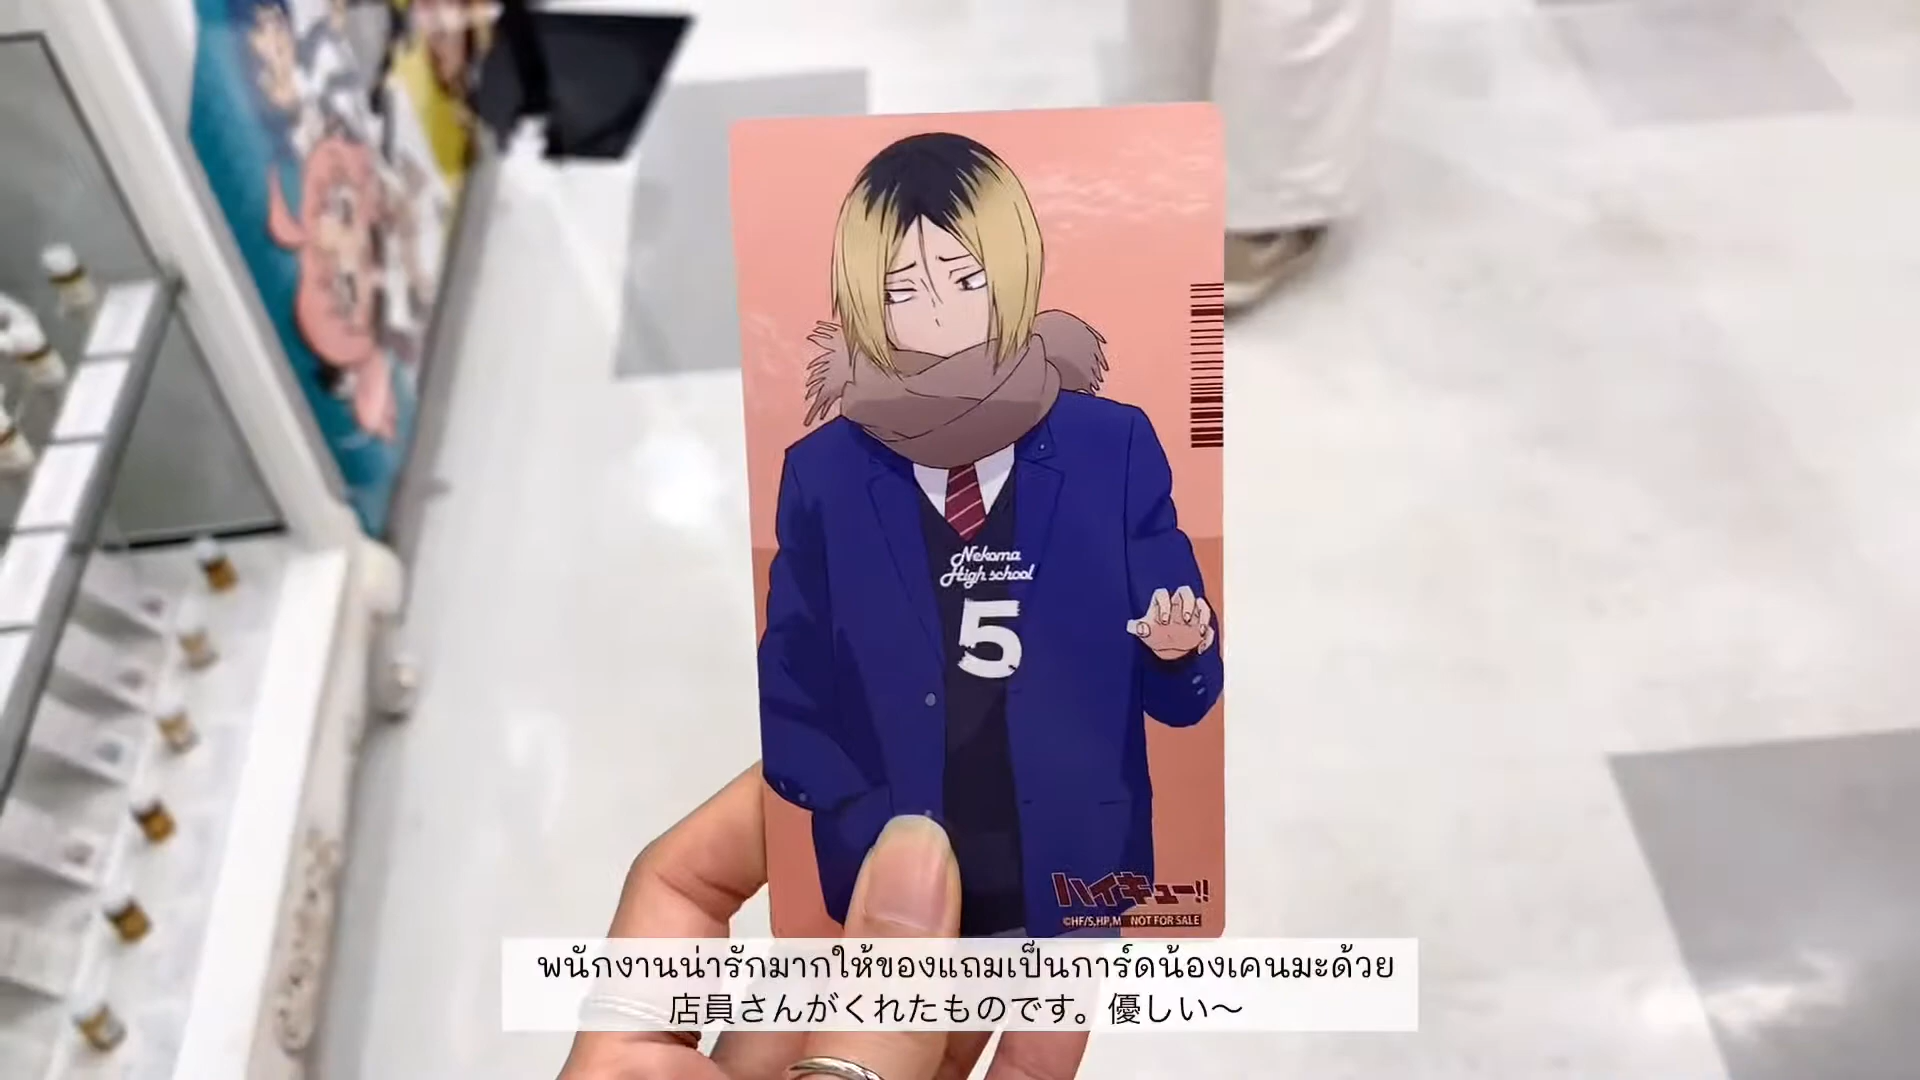 Nekoma
High school
5
ハイキュー!!
©HF/S,HP,M NOT FOR SALE
พนักงานน่ารักมากให้ของแถมเป็นการ์ดน้องเคนมะด้วย
店員さんがくれたものです。優しい～